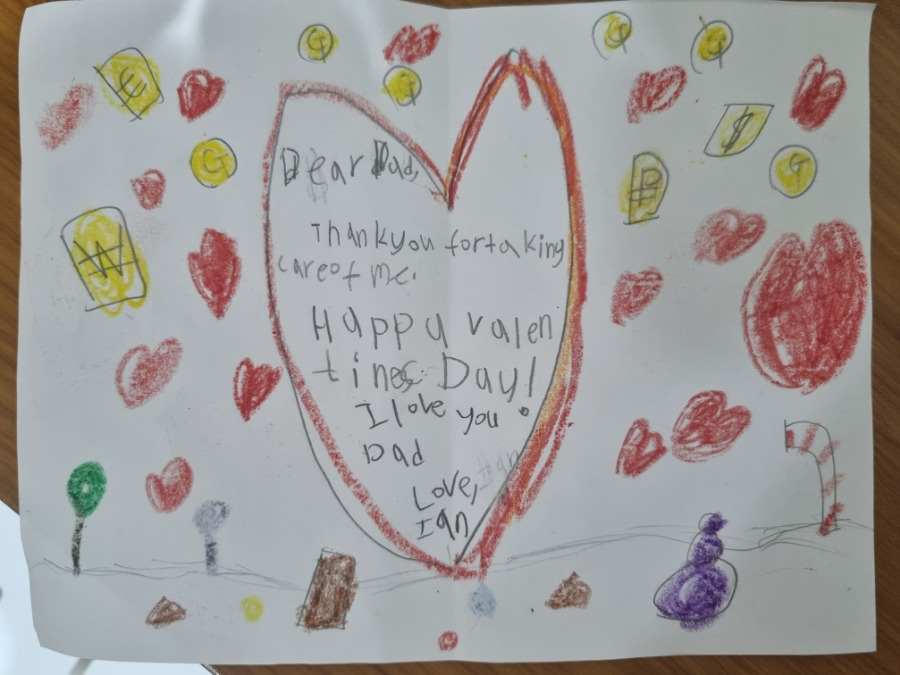 G
G
G
G
€
$
G
G
₱
₩
Dear Dad,
Thank you for taking
care of me.
Happy valen
tines Day!
I love you
Dad
Love,
Ian